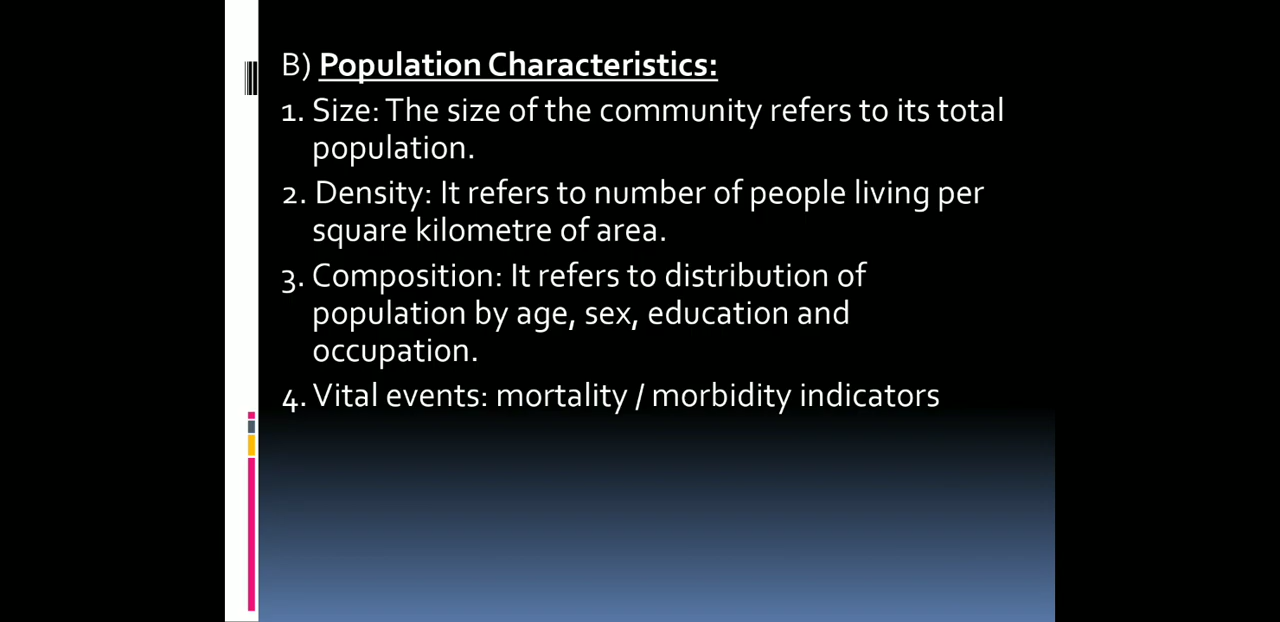 B) Population Characteristics:
1. Size: The size of the community refers to its total
population.
2. Density: It refers to number of people living per
square kilometre of area.
3. Composition: It refers to distribution of
population by age, sex, education and
occupation.
4. Vital events: mortality / morbidity indicators